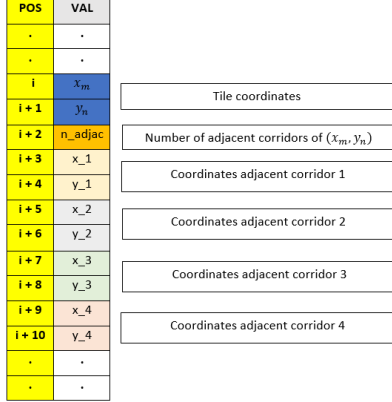 POS VAL
. .
. .
i x_m
i + 1 y_n
i + 2 n_adjac
i + 3 x_1
i + 4 y_1
i + 5 x_2
i + 6 y_2
i + 7 x_3
i + 8 y_3
i + 9 x_4
i + 10 y_4
. .
. .
Tile coordinates
Number of adjacent corridors of (x_m, y_n)
Coordinates adjacent corridor 1
Coordinates adjacent corridor 2
Coordinates adjacent corridor 3
Coordinates adjacent corridor 4